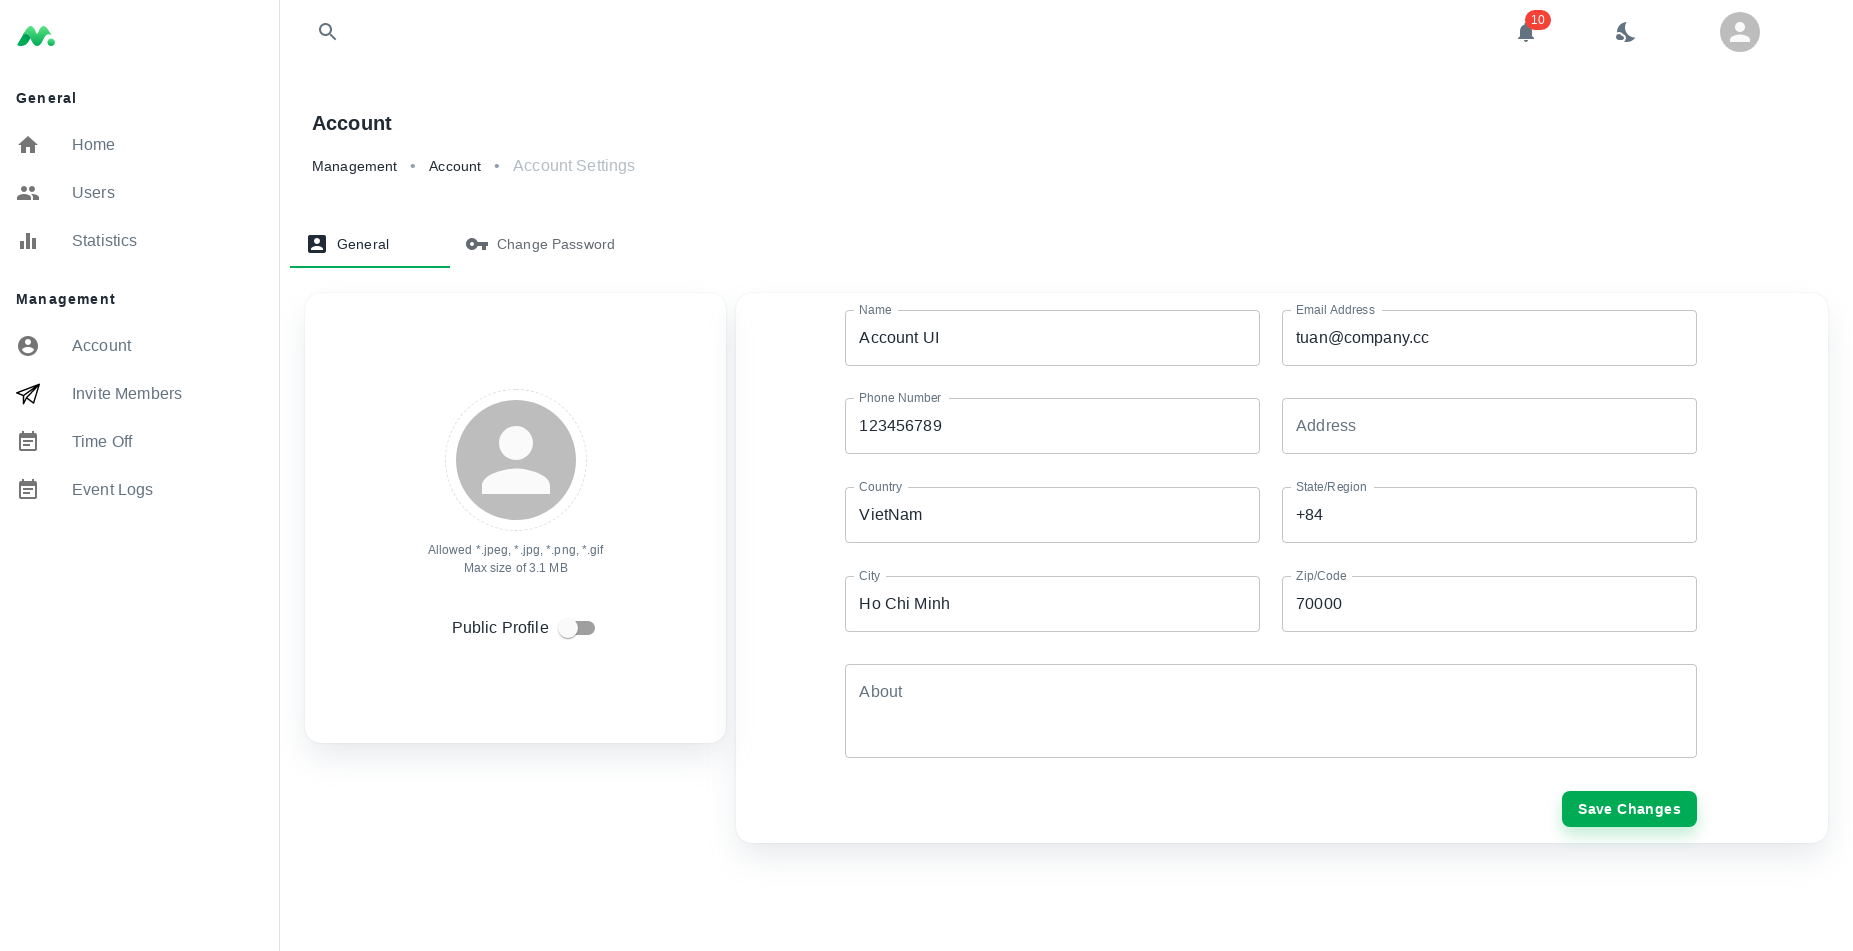 10
General
Home
Users
Statistics
Management
Account
Invite Members
Time Off
Event Logs
Account
Management • Account • Account Settings
General
Change Password
Allowed *.jpeg, *.jpg, *.png, *.gif
Max size of 3.1 MB
Public Profile
Name
Account UI
Email Address
tuan@company.cc
Phone Number
123456789
Address
Country
VietNam
State/Region
+84
City
Ho Chi Minh
Zip/Code
70000
About
Save Changes